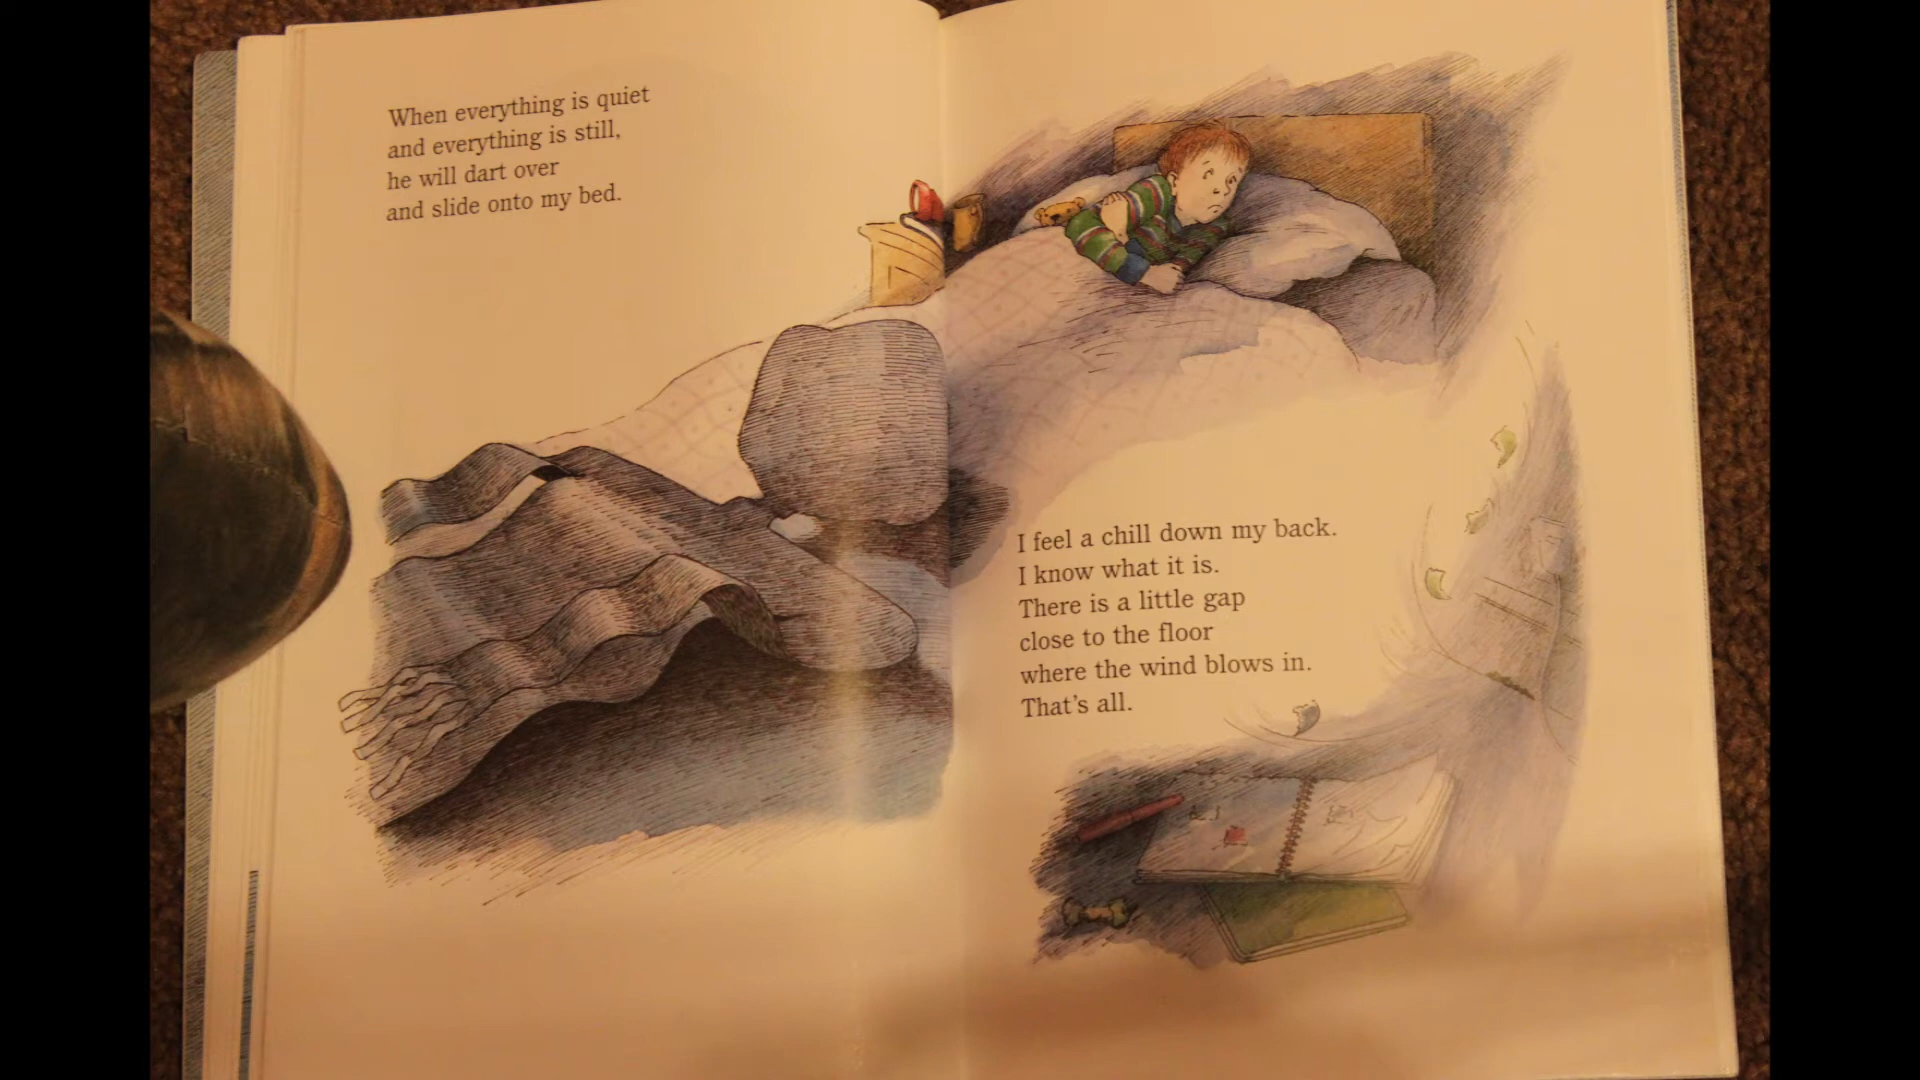 When everything is quiet
and everything is still,
he will dart over
and slide onto my bed.
I feel a chill down my back.
I know what it is.
There is a little gap
close to the floor
where the wind blows in.
That's all.